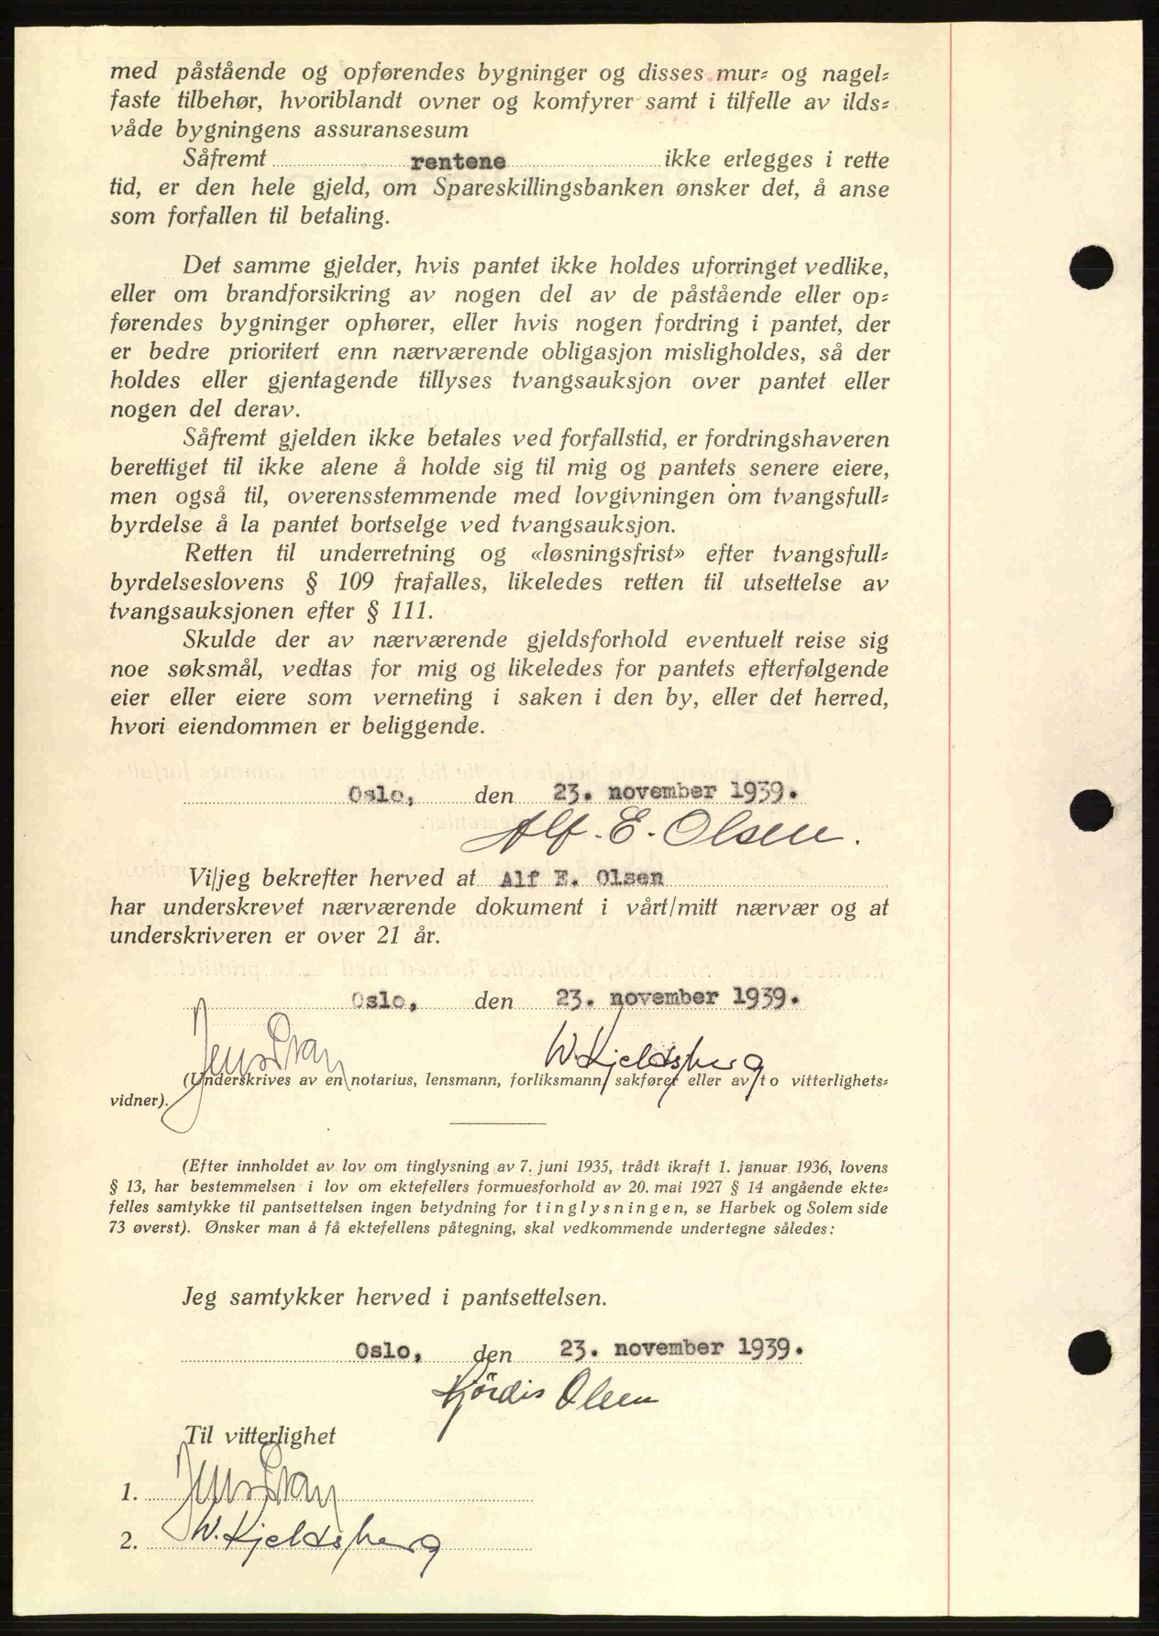 med påstående og opførendes bygninger og disses mur= og nagel=
faste tilbehør, hvoriblandt ovner og komfyrer samt i tilfelle av ilds=
våde bygningens assuransesum
Såfremt rentene ikke erlegges i rette
tid, er den hele gjeld, om Spareskillingsbanken ønsker det, å anse
som forfallen til betaling.
Det samme gjelder, hvis pantet ikke holdes uforringet vedlike,
eller om brandforsikring av nogen del av de påstående eller op=
førendes bygninger ophører, eller hvis nogen fordring i pantet, der
er bedre prioritert enn nærværende obligasjon misligholdes, så der
holdes eller gjentagende tillyses tvangsauksjon over pantet eller
nogen del derav.
Såfremt gjelden ikke betales ved forfallstid, er fordringshaveren
berettiget til ikke alene å holde sig til mig og pantets senere eiere,
men også til, overensstemmende med lovgivningen om tvangsfull=
byrdelse å la pantet bortselge ved tvangsauksjon.
Retten til underretning og «løsningsfrist» efter tvangsfull=
byrdelseslovens § 109 frafalles, likeledes retten til utsettelse av
tvangsauksjonen efter § 111.
Skulde der av nærværende gjeldsforhold eventuelt reise sig
noe søksmål, vedtas for mig og likeledes for pantets efterfølgende
eier eller eiere som verneting i saken i den by, eller det herred,
hvori eiendommen er beliggende.
Oslo, den 23. november 1939.
Alf. E. Olsen.
Vi/jeg bekrefter herved at Alf E. Olsen
har underskrevet nærværende dokument i vårt/mitt nærvær og at
underskriveren er over 21 år.
Oslo, den 23. november 1939.
Jens W. Kjeldsberg
(Underskrives av en notarius, lensmann, forliksmann, sakfører eller av to vitterlighets=
vidner).
(Efter innholdet av lov om tinglysning av 7. juni 1935, trådt ikraft 1. januar 1936, lovens
§ 13, har bestemmelsen i lov om ektefellers formuesforhold av 20. mai 1927 § 14 angående ekte=
felles samtykke til pantsettelsen ingen betydning for tinglysningen, se Harbek og Solem side
73 øverst). Ønsker man å få ektefellens påtegning, skal vedkommende undertegne således:
Jeg samtykker herved i pantsettelsen.
Oslo, den 23. november 1939.
Hjördis Olsen
Til vitterlighet
1. Jens
2. W. Kjeldsberg